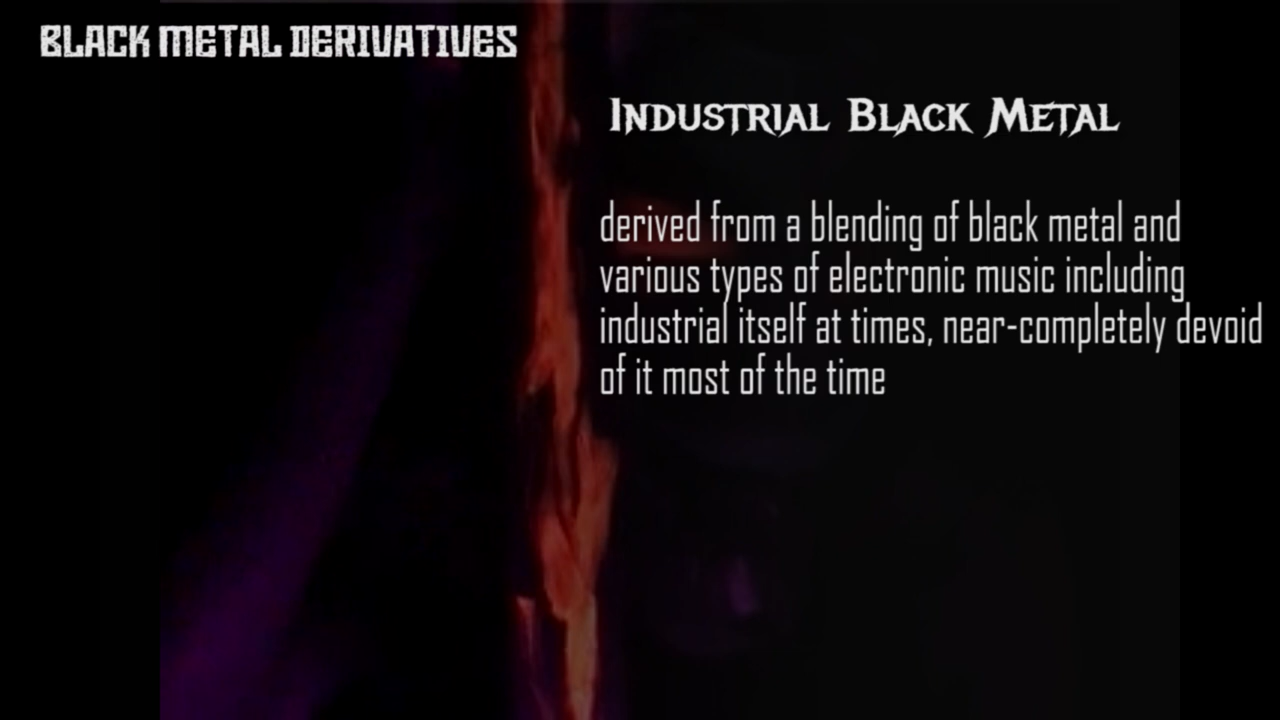 BLACK METAL DERIVATIVES
Industrial Black Metal
derived from a blending of black metal and
various types of electronic music including
industrial itself at times, near-completely devoid
of it most of the time